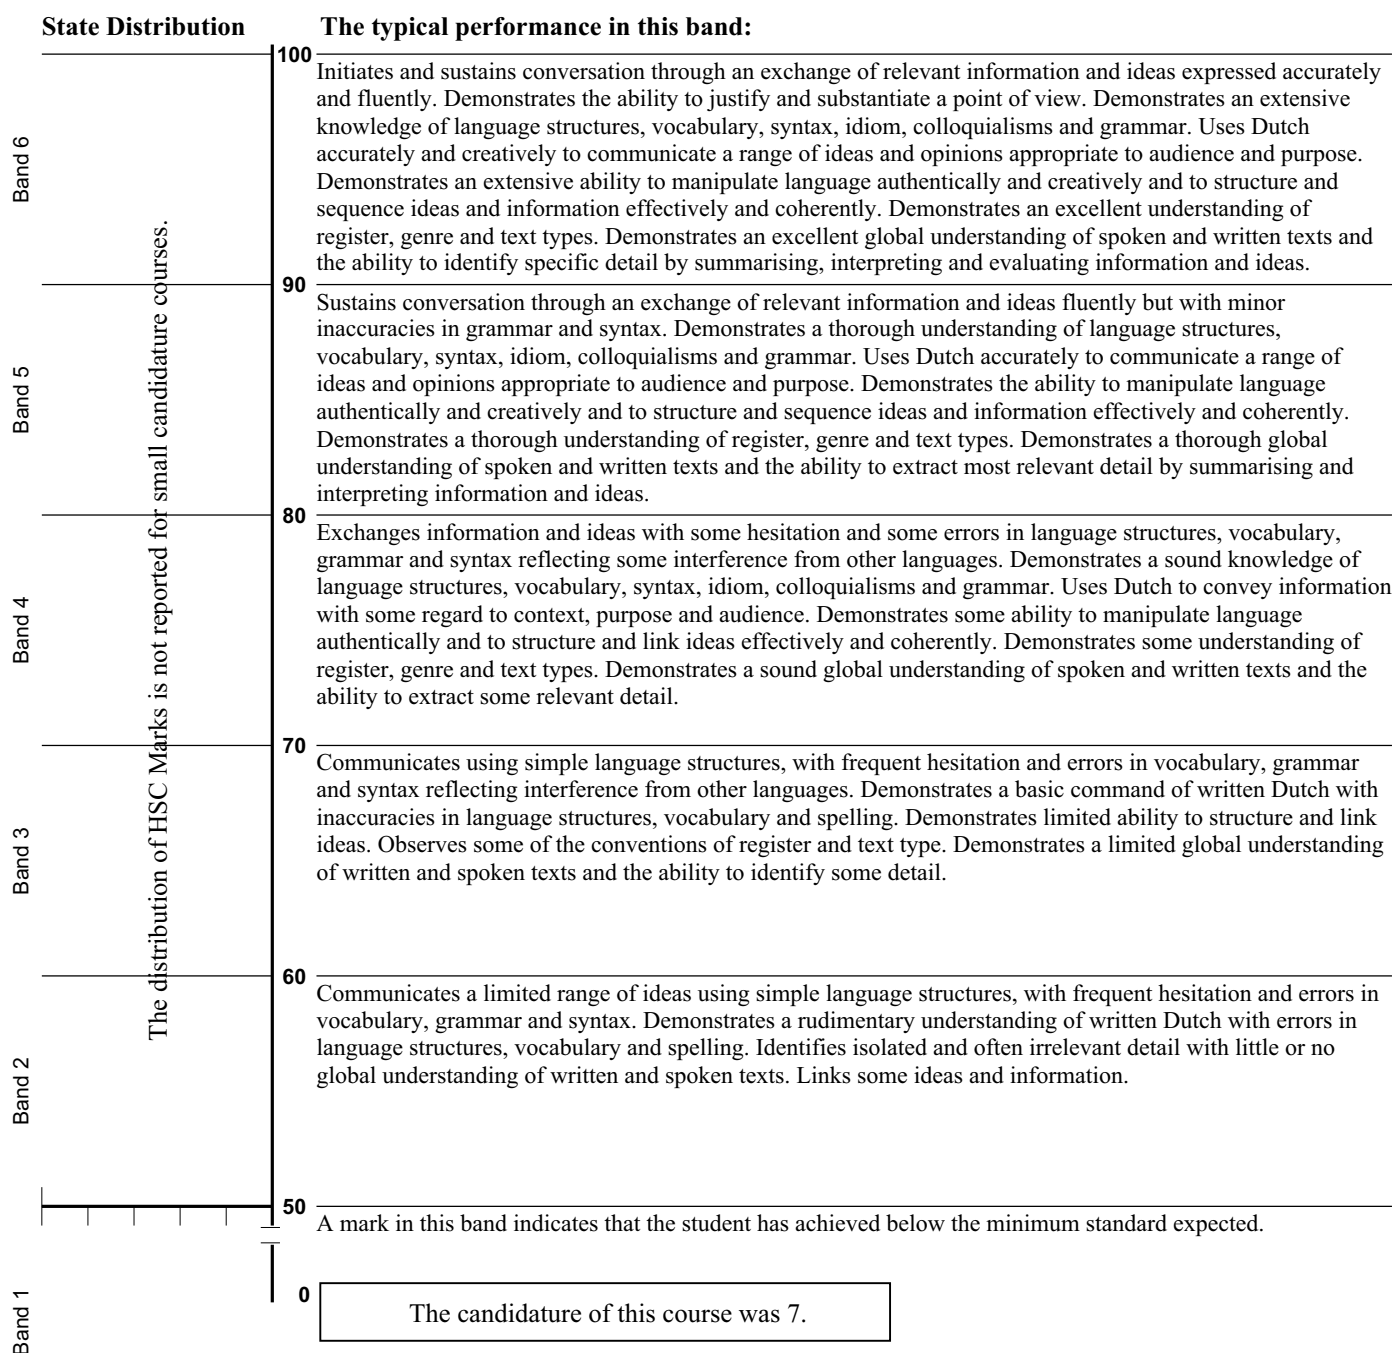 State Distribution
The typical performance in this band:
100
Band 6
Initiates and sustains conversation through an exchange of relevant information and ideas expressed accurately
and fluently. Demonstrates the ability to justify and substantiate a point of view. Demonstrates an extensive
knowledge of language structures, vocabulary, syntax, idiom, colloquialisms and grammar. Uses Dutch
accurately and creatively to communicate a range of ideas and opinions appropriate to audience and purpose.
Demonstrates an extensive ability to manipulate language authentically and creatively and to structure and
sequence ideas and information effectively and coherently. Demonstrates an excellent understanding of
register, genre and text types. Demonstrates an excellent global understanding of spoken and written texts and
the ability to identify specific detail by summarising, interpreting and evaluating information and ideas.
The distribution of HSC Marks is not reported for small candidature courses.
90
Band 5
Sustains conversation through an exchange of relevant information and ideas fluently but with minor
inaccuracies in grammar and syntax. Demonstrates a thorough understanding of language structures,
vocabulary, syntax, idiom, colloquialisms and grammar. Uses Dutch accurately to communicate a range of
ideas and opinions appropriate to audience and purpose. Demonstrates the ability to manipulate language
authentically and creatively and to structure and sequence ideas and information effectively and coherently.
Demonstrates a thorough understanding of register, genre and text types. Demonstrates a thorough global
understanding of spoken and written texts and the ability to extract most relevant detail by summarising and
interpreting information and ideas.
80
Band 4
Exchanges information and ideas with some hesitation and some errors in language structures, vocabulary,
grammar and syntax reflecting some interference from other languages. Demonstrates a sound knowledge of
language structures, vocabulary, syntax, idiom, colloquialisms and grammar. Uses Dutch to convey information
with some regard to context, purpose and audience. Demonstrates some ability to manipulate language
authentically and to structure and link ideas effectively and coherently. Demonstrates some understanding of
register, genre and text types. Demonstrates a sound global understanding of spoken and written texts and the
ability to extract some relevant detail.
70
Band 3
Communicates using simple language structures, with frequent hesitation and errors in vocabulary, grammar
and syntax reflecting interference from other languages. Demonstrates a basic command of written Dutch with
inaccuracies in language structures, vocabulary and spelling. Demonstrates limited ability to structure and link
ideas. Observes some of the conventions of register and text type. Demonstrates a limited global understanding
of written and spoken texts and the ability to identify some detail.
60
Band 2
Communicates a limited range of ideas using simple language structures, with frequent hesitation and errors in
vocabulary, grammar and syntax. Demonstrates a rudimentary understanding of written Dutch with errors in
language structures, vocabulary and spelling. Identifies isolated and often irrelevant detail with little or no
global understanding of written and spoken texts. Links some ideas and information.
50
A mark in this band indicates that the student has achieved below the minimum standard expected.
Band 1
0
The candidature of this course was 7.